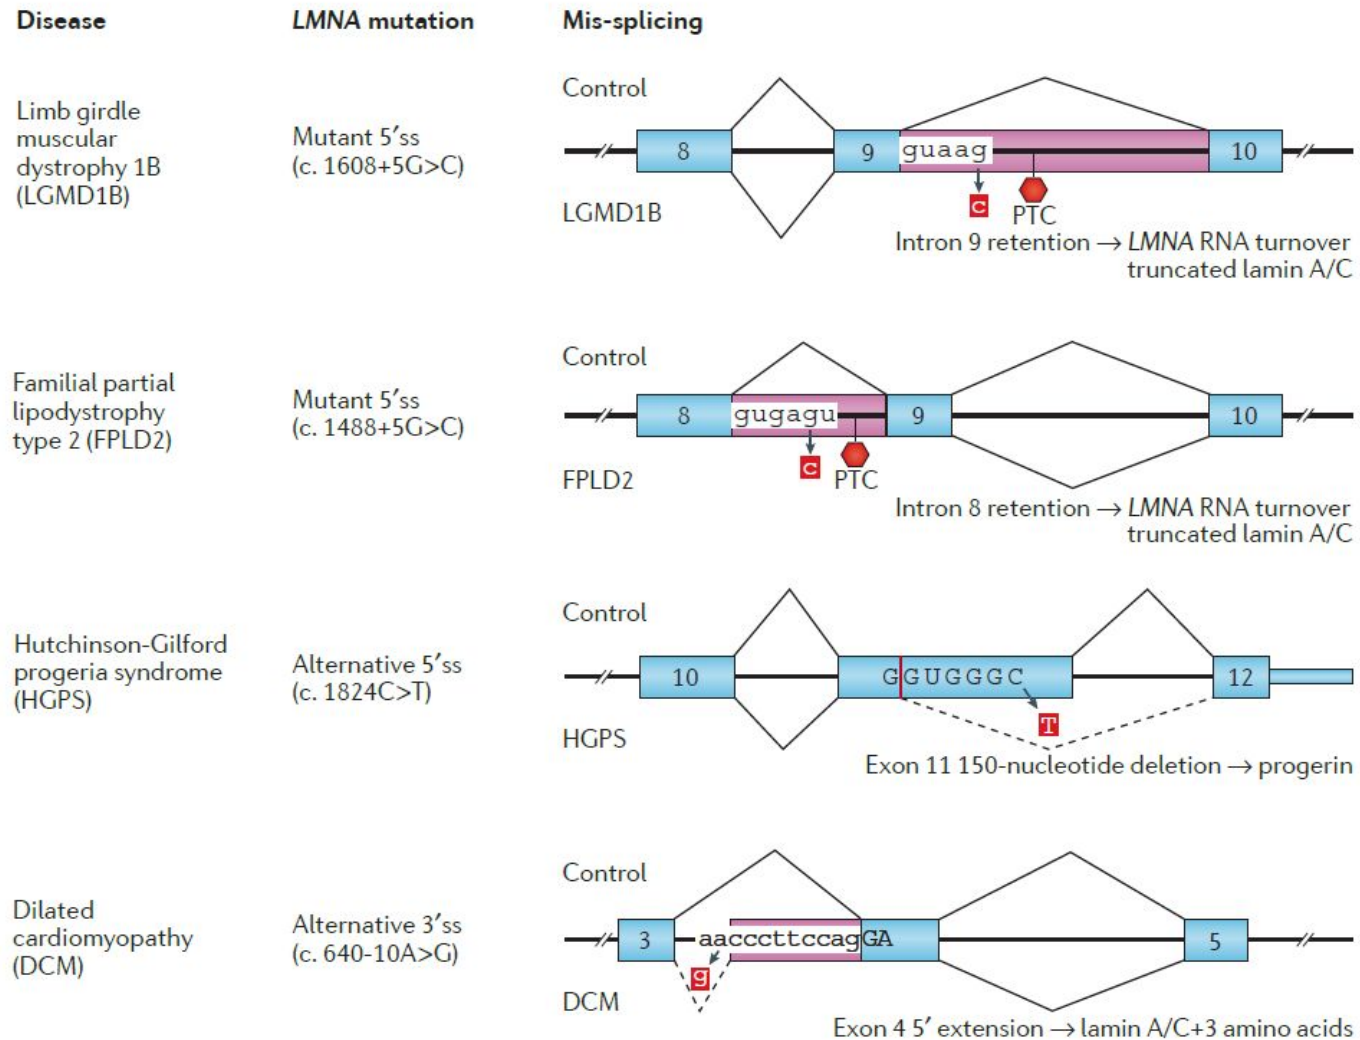 Disease LMNA mutation Mis-splicing
Control
Limb girdle
muscular
dystrophy 1B
(LGMD1B)
Mutant 5′ss
(c. 1608+5G>C)
8 9 guaag 10
c
PTC
LGMD1B
Intron 9 retention → LMNA RNA turnover
truncated lamin A/C
Control
Familial partial
lipodystrophy
type 2 (FPLD2)
Mutant 5′ss
(c. 1488+5G>C)
8 gugagu 9 10
c
PTC
FPLD2
Intron 8 retention → LMNA RNA turnover
truncated lamin A/C
Control
Hutchinson-Gilford
progeria syndrome
(HGPS)
Alternative 5′ss
(c. 1824C>T)
10 GGUGGGC 12
T
HGPS
Exon 11 150-nucleotide deletion → progerin
Control
Dilated
cardiomyopathy
(DCM)
Alternative 3′ss
(c. 640-10A>G)
3 aacccttccagGA 5
g
DCM
Exon 4 5′ extension → lamin A/C+3 amino acids